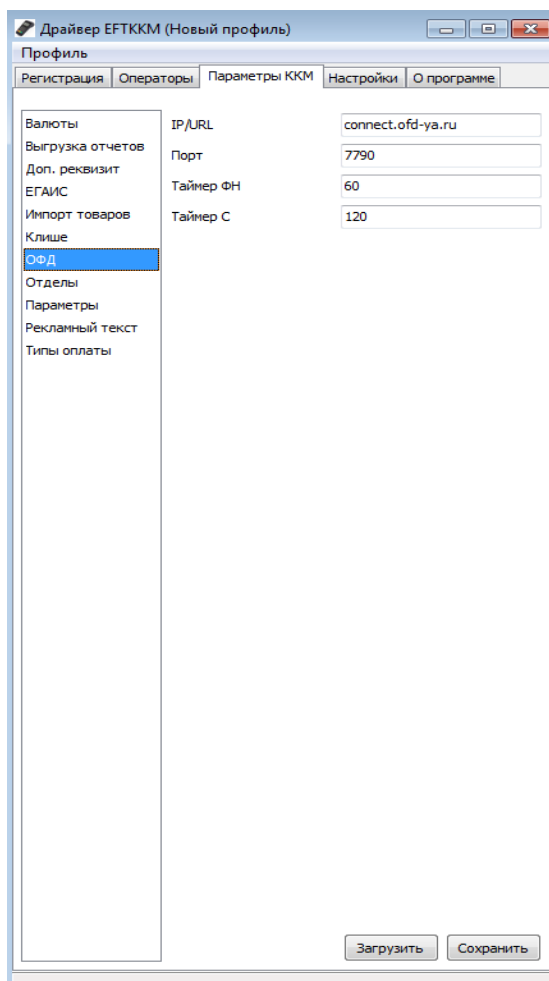 Драйвер EFTKKM (Новый профиль)
Профиль
Регистрация Операторы Параметры ККМ Настройки О программе
Валюты
Выгрузка отчетов
Доп. реквизит
ЕГАИС
Импорт товаров
Клише
ОФД
Отделы
Параметры
Рекламный текст
Типы оплаты
IP/URL connect.ofd-ya.ru
Порт 7790
Таймер ФН 60
Таймер С 120
Загрузить Сохранить